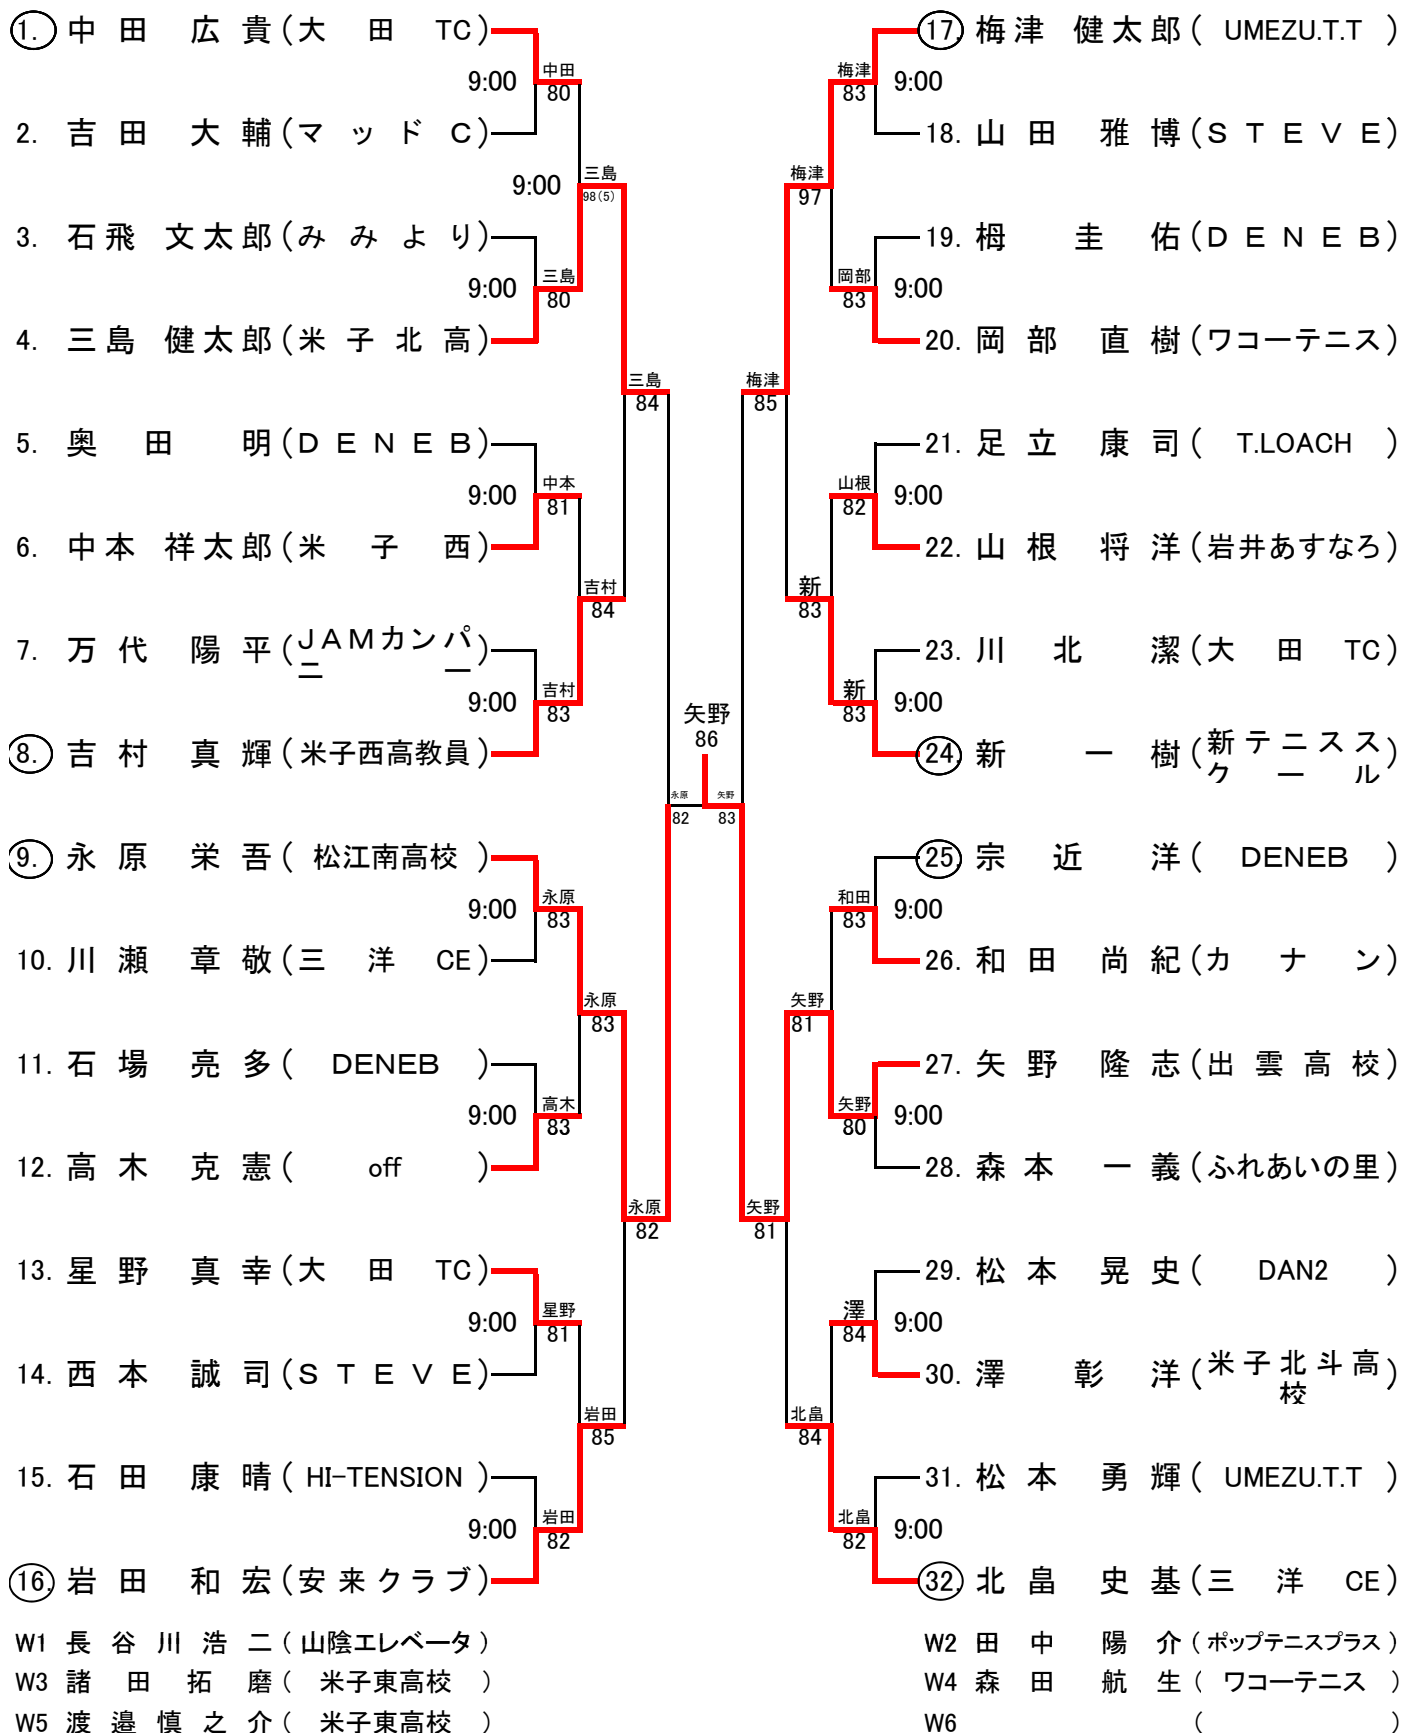 1. 中田 広貴 (大田 TC)
中田
9:00 80
2. 吉田 大輔 (マッドC)
三島
9:00 98(5)
3. 石飛 文太郎 (みみより)
三島
9:00 80
4. 三島 健太郎 (米子北高)
三島
84
5. 奥田 明 (DENEB)
中本
9:00 81
6. 中本 祥太郎 (米子西)
吉村
84
7. 万代 陽平 (JAMカンパニー)
吉村
9:00 83
8. 吉村 真輝 (米子西高教員)
永原
82
9. 永原 栄吾 (松江南高校)
永原
9:00 83
10. 川瀬 章敬 (三洋 CE)
永原
83
11. 石場 亮多 (DENEB)
高木
9:00 83
12. 高木 克憲 (off)
永原
82
13. 星野 真幸 (大田 TC)
星野
9:00 81
14. 西本 誠司 (STEVE)
岩田
85
15. 石田 康晴 (HI-TENSION)
岩田
9:00 82
16. 岩田 和宏 (安来クラブ)
矢野
86
17. 梅津 健太郎 (UMEZU.T.T)
梅津
83 9:00
18. 山田 雅博 (STEVE)
梅津
97
19. 栂 圭佑 (DENEB)
岡部
83 9:00
20. 岡部 直樹 (ワコーテニス)
梅津
85
21. 足立 康司 (T.LOACH)
山根
82 9:00
22. 山根 将洋 (岩井あすなろ)
新
83
23. 川北 潔 (大田 TC)
新
83 9:00
24. 新 一樹 (新テニススクール)
矢野
83
25. 宗近 洋 (DENEB)
和田
83 9:00
26. 和田 尚紀 (カナン)
矢野
81
27. 矢野 隆志 (出雲高校)
矢野
80 9:00
28. 森本 一義 (ふれあいの里)
矢野
81
29. 松本 晃史 (DAN2)
澤
84 9:00
30. 澤 彰洋 (米子北斗高校)
北畠
84
31. 松本 勇輝 (UMEZU.T.T)
北畠
82 9:00
32. 北畠 史基 (三洋 CE)
W1 長谷川浩二 (山陰エレベータ)
W2 田中 陽介 (ポップテニスプラス)
W3 諸田 拓磨 (米子東高校)
W4 森田 航生 (ワコーテニス)
W5 渡邉慎之介 (米子東高校)
W6 ( )